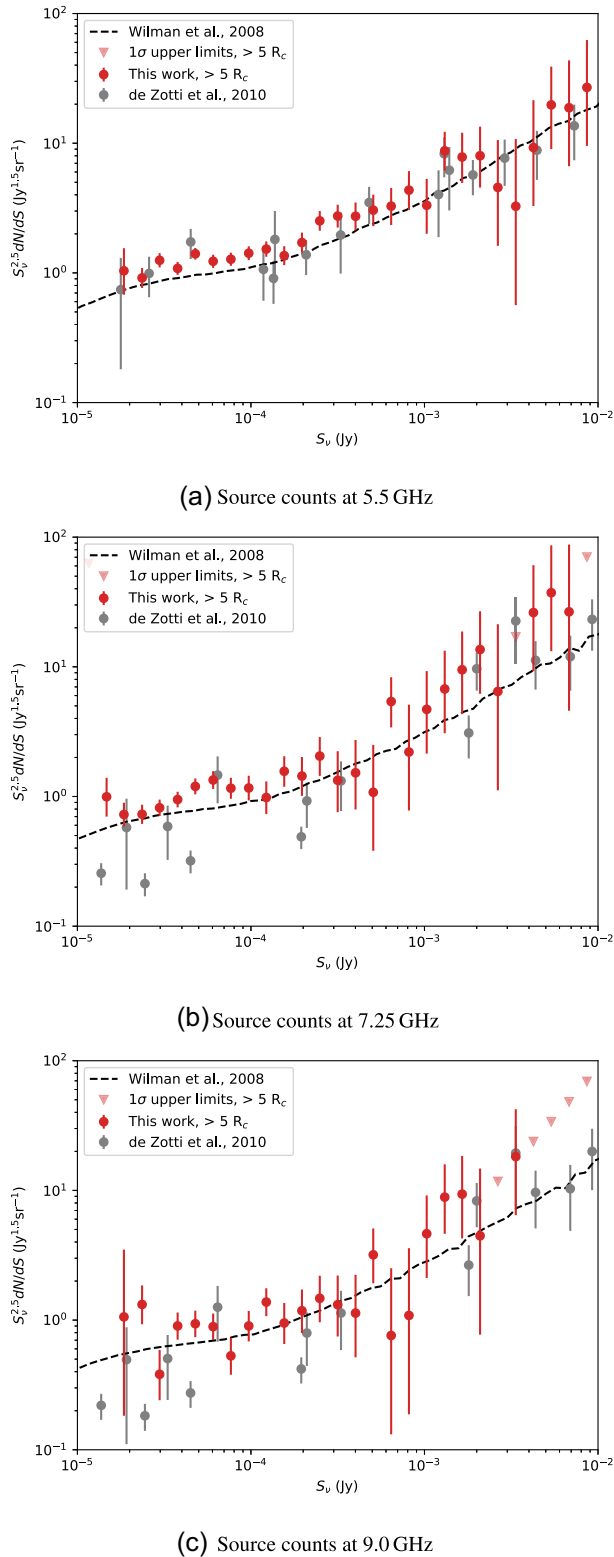 10²
Wilman et al., 2008
1σ upper limits, > 5 R_c
This work, > 5 R_c
de Zotti et al., 2010
10¹
S_ν^2.5 dN/dS (Jy^1.5 sr⁻¹)
10⁰
10⁻¹
10⁻⁵ 10⁻⁴ 10⁻³ 10⁻²
S_ν (Jy)
(a) Source counts at 5.5 GHz
10²
Wilman et al., 2008
1σ upper limits, > 5 R_c
This work, > 5 R_c
de Zotti et al., 2010
10¹
S_ν^2.5 dN/dS (Jy^1.5 sr⁻¹)
10⁰
10⁻¹
10⁻⁵ 10⁻⁴ 10⁻³ 10⁻²
S_ν (Jy)
(b) Source counts at 7.25 GHz
10²
Wilman et al., 2008
1σ upper limits, > 5 R_c
This work, > 5 R_c
de Zotti et al., 2010
10¹
S_ν^2.5 dN/dS (Jy^1.5 sr⁻¹)
10⁰
10⁻¹
10⁻⁵ 10⁻⁴ 10⁻³ 10⁻²
S_ν (Jy)
(c) Source counts at 9.0 GHz